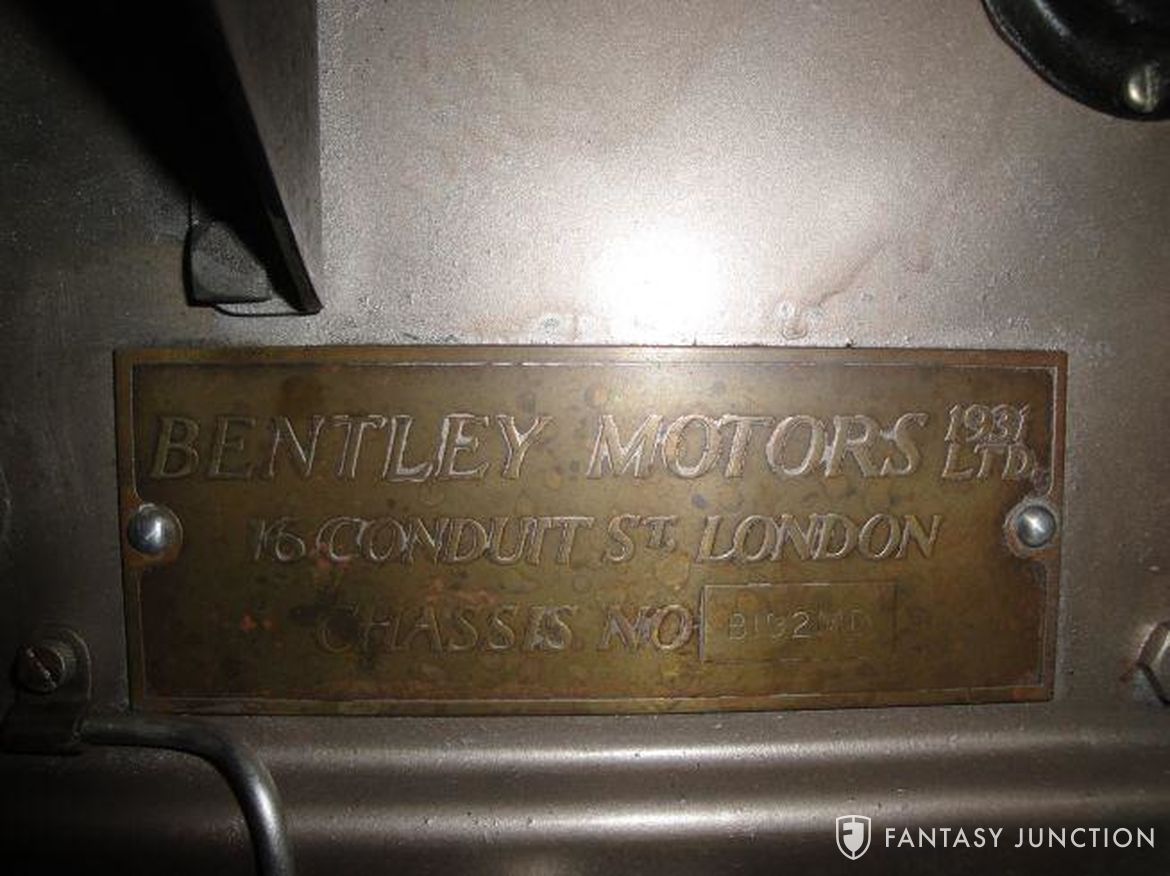 BENTLEY MOTORS 1931 LTD.
16 CONDUIT ST. LONDON
CHASSIS NO
FANTASY JUNCTION